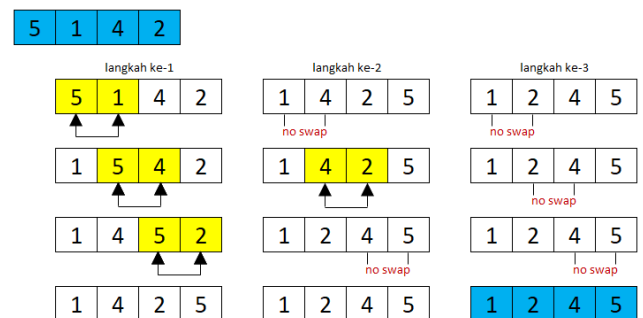 5 1 4 2
langkah ke-1 langkah ke-2 langkah ke-3
5 1 4 2 1 4 2 5 1 2 4 5
no swap no swap
1 5 4 2 1 4 2 5 1 2 4 5
no swap
1 4 5 2 1 2 4 5 1 2 4 5
no swap no swap
1 4 2 5 1 2 4 5 1 2 4 5